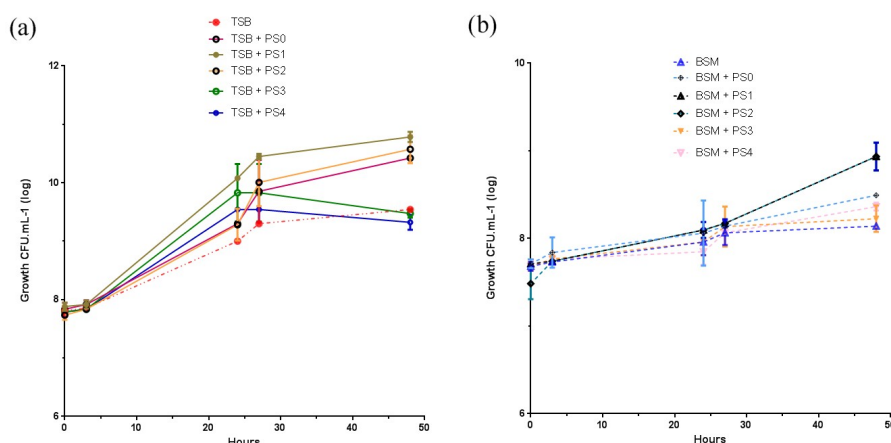 (a)
TSB
TSB + PS0
TSB + PS1
TSB + PS2
TSB + PS3
TSB + PS4
Growth CFU.mL-1 (log)
12
10
8
6
0
10
20
30
40
50
Hours
(b)
BSM
BSM + PS0
BSM + PS1
BSM + PS2
BSM + PS3
BSM + PS4
Growth CFU.mL-1 (log)
10
8
6
0
10
20
30
40
50
Hours